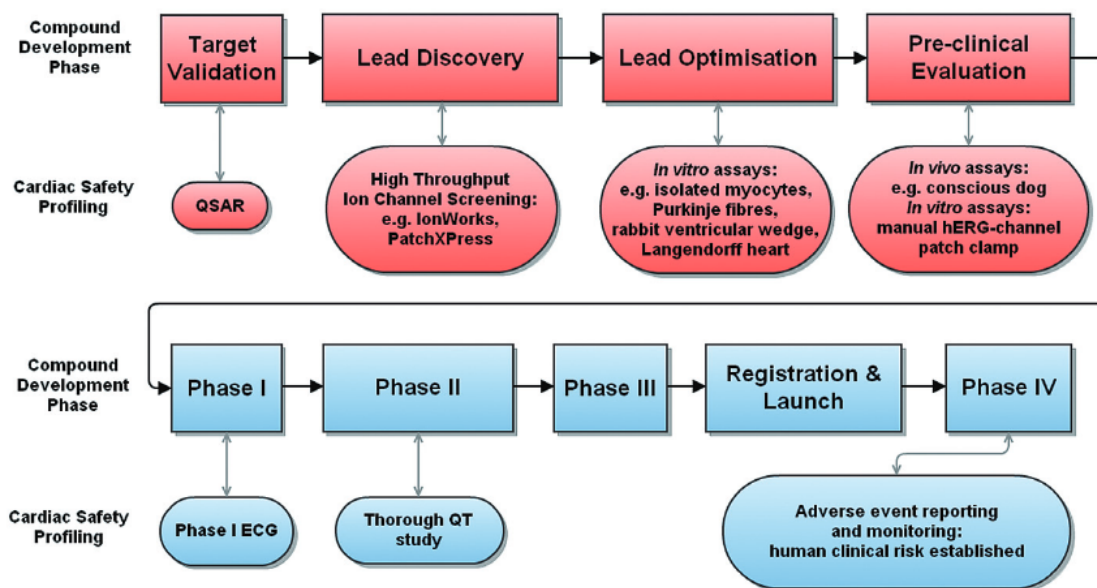 Compound
Development
Phase
Target
Validation
Lead Discovery
Lead Optimisation
Pre-clinical
Evaluation
Cardiac Safety
Profiling
QSAR
High Throughput
Ion Channel Screening:
e.g. IonWorks,
PatchXPress
In vitro assays:
e.g. isolated myocytes,
Purkinje fibres,
rabbit ventricular wedge,
Langendorff heart
In vivo assays:
e.g. conscious dog
In vitro assays:
manual hERG-channel
patch clamp
Compound
Development
Phase
Phase I
Phase II
Phase III
Registration &
Launch
Phase IV
Cardiac Safety
Profiling
Phase I ECG
Thorough QT
study
Adverse event reporting
and monitoring:
human clinical risk established